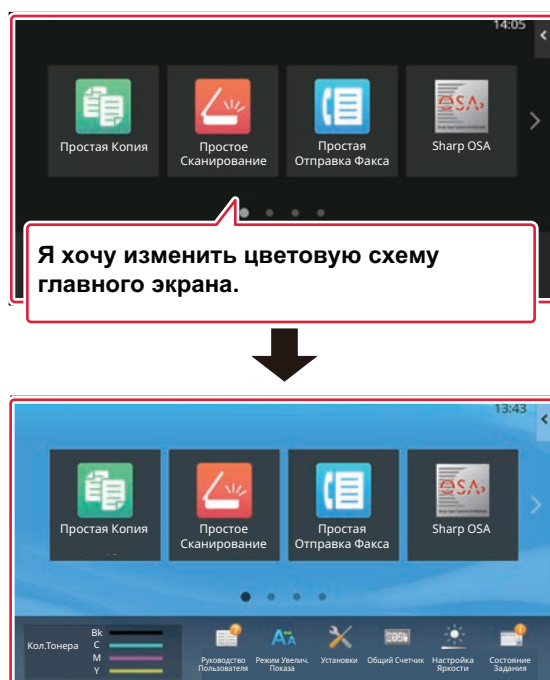 14:05
Простая Копия
Простое
Сканирование
Простая
Отправка Факса
Sharp OSA
Я хочу изменить цветовую схему
главного экрана.
13:43
Простая Копия
Простое
Сканирование
Простая
Отправка Факса
Sharp OSA
Кол.Тонера
Bk
C
M
Y
Руководство
Пользователя
Режим Увелич.
Показа
Установки
Общий Счетчик
Настройка
Яркости
Состояние
Задания